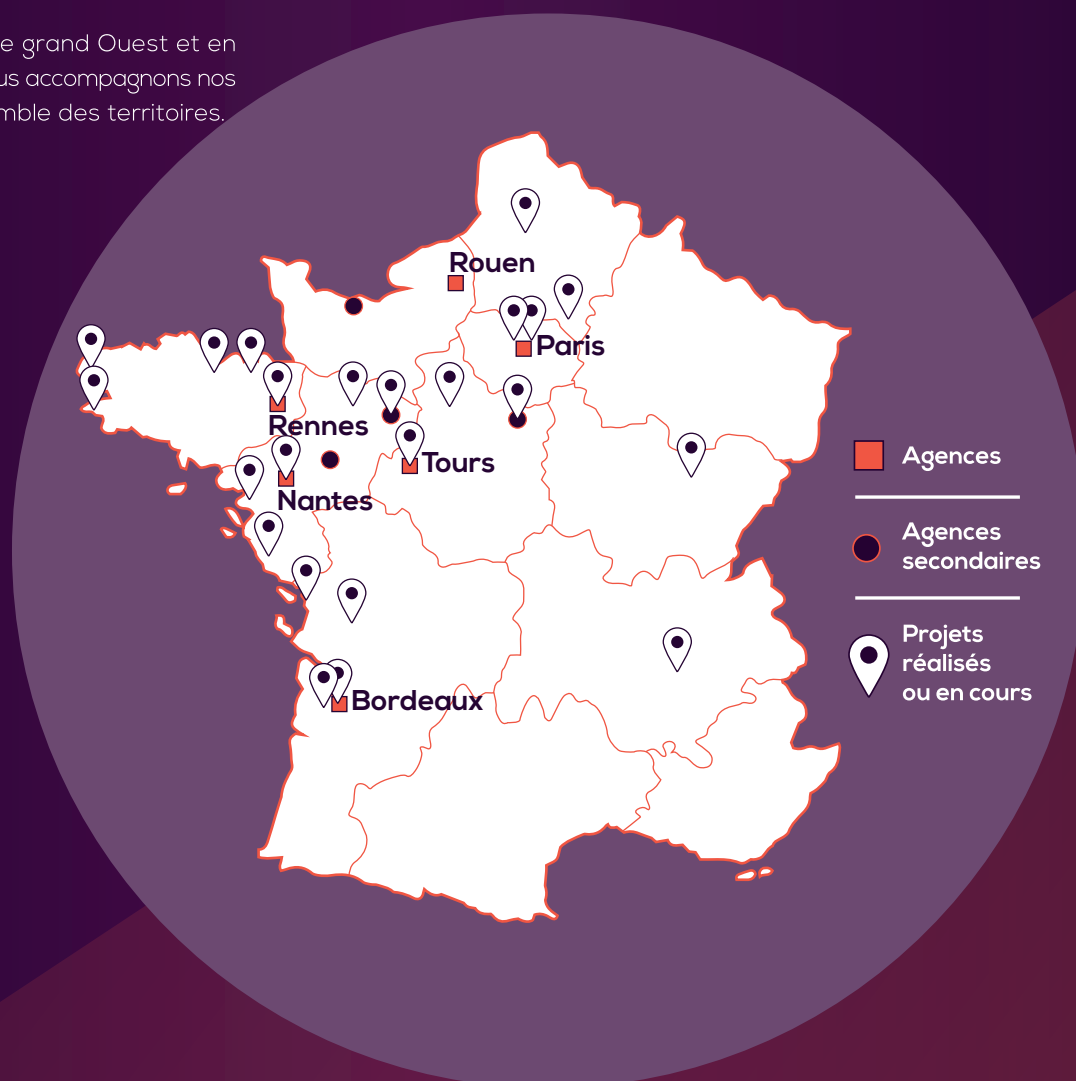 e grand Ouest et en
us accompagnons nos
mble des territoires.
Rouen
Paris
Rennes
Tours
Nantes
Bordeaux
Agences
Agences
secondaires
Projets
réalisés
ou en cours